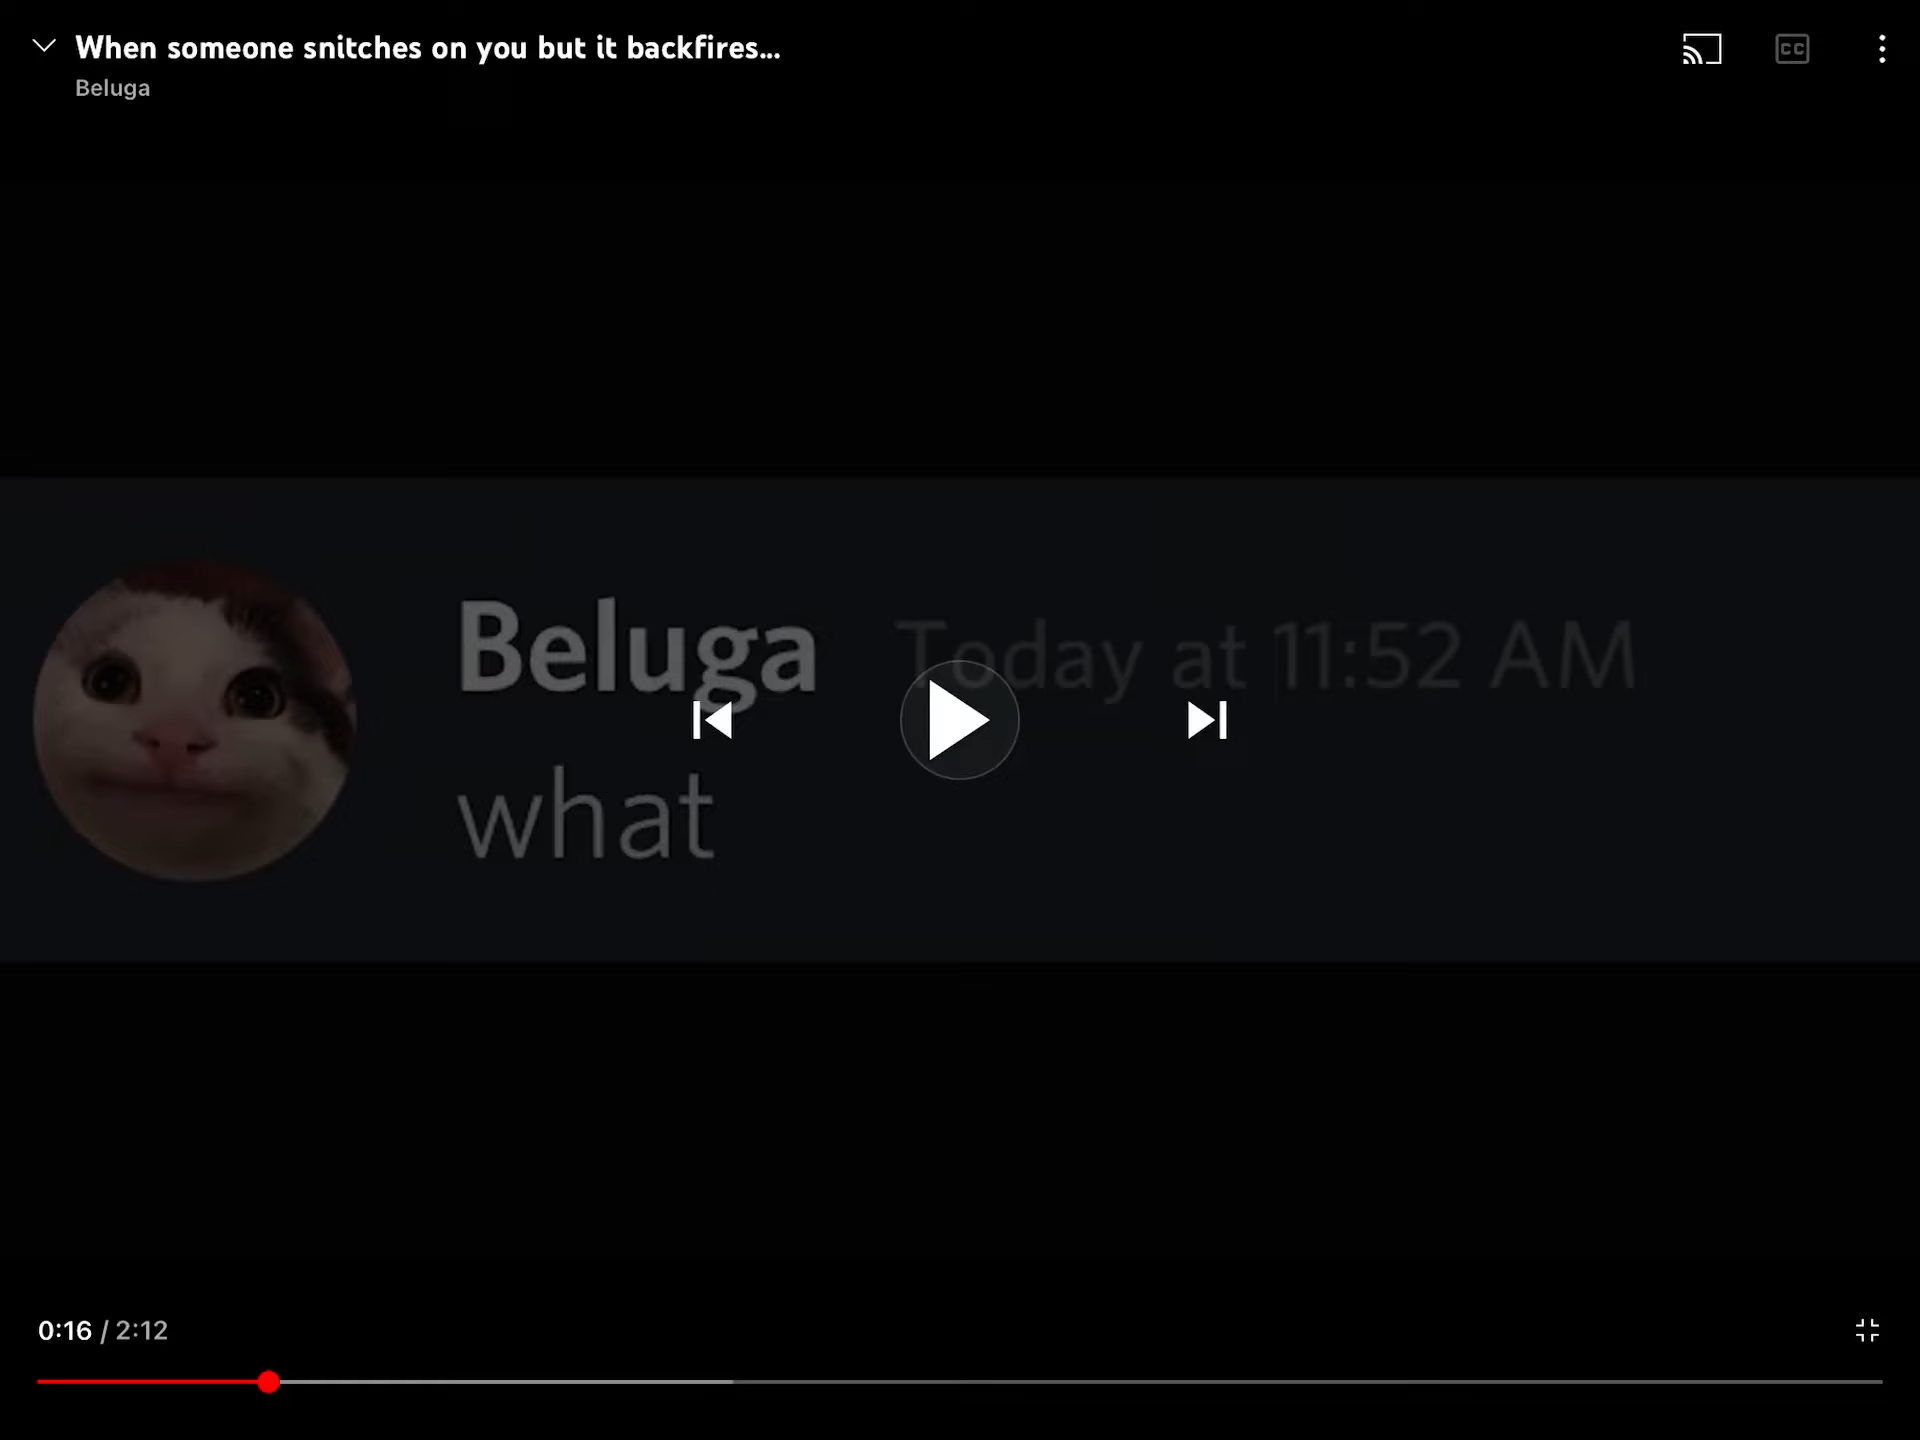 When someone snitches on you but it backfires...
Beluga
CC
Beluga Today at 11:52 AM
what
0:16 / 2:12